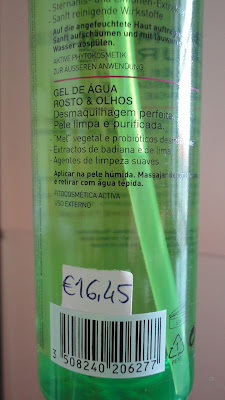 - Sternanis- und Zitronen-Extrakte
- Sanft reinigende Wirkstoffe
Auf die angefeuchtete Haut auftragen.
Sanft aufschäumen und mit lauwarmem
Wasser abspülen.
AKTIVE PHYTOKOSMETIK
ZUR ÄUSSEREN ANWENDUNG
GEL DE ÁGUA
ROSTO & OLHOS
Desmaquilhagem perfeita
Pele limpa e purificada.
- "Mel" vegetal e probióticos
- Extractos de badiana e de lima
- Agentes de limpeza suaves
Aplicar na pele húmida. Massajar
e retirar com água tépida.
FITOCOSMÉTICA ACTIVA
USO EXTERNO
€16,45
3 508240 206277